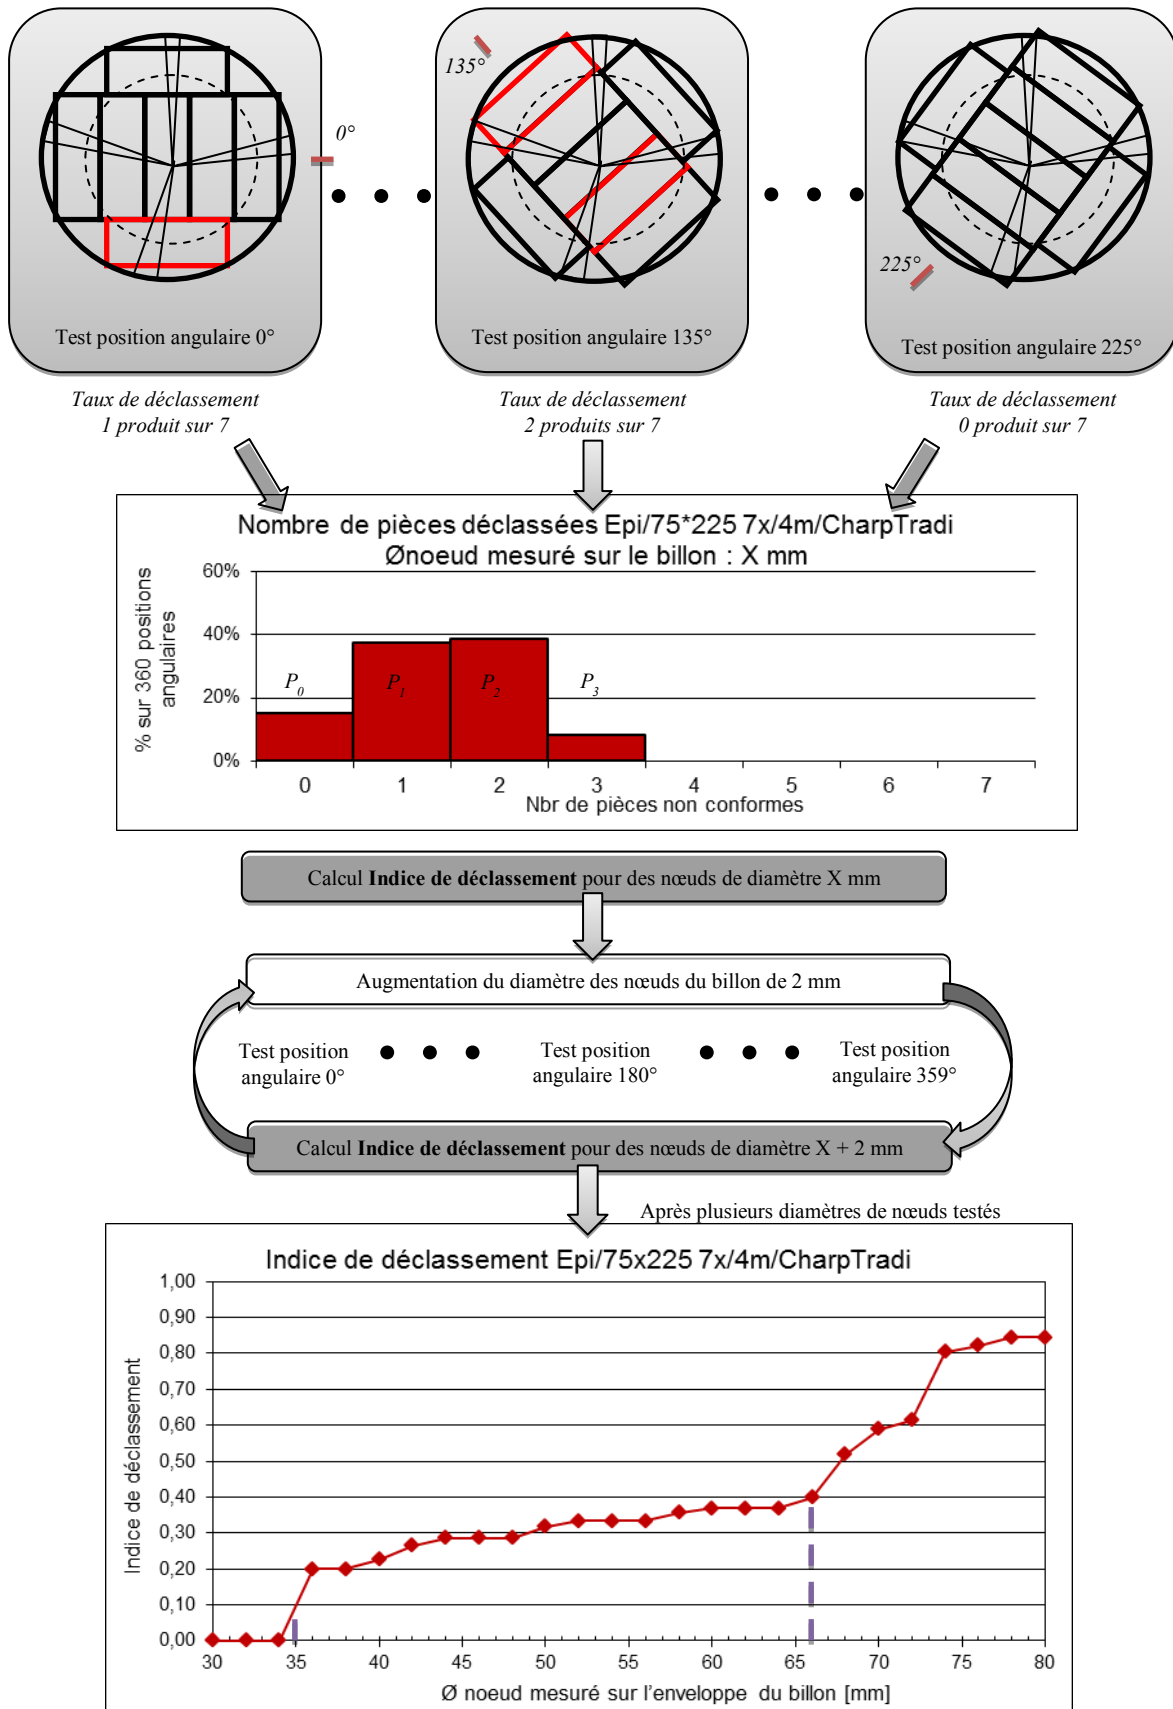 0°
135°
225°
Test position angulaire 0°
Test position angulaire 135°
Test position angulaire 225°
Taux de déclassement
1 produit sur 7
Taux de déclassement
2 produits sur 7
Taux de déclassement
0 produit sur 7
Nombre de pièces déclassées Epi/75*225 7x/4m/CharpTradi
Ønoeud mesuré sur le billon : X mm
% sur 360 positions
angulaires
60%
40%
20%
0%
P0
P1
P2
P3
0 1 2 3 4 5 6 7
Nbr de pièces non conformes
Calcul Indice de déclassement pour des nœuds de diamètre X mm
Augmentation du diamètre des nœuds du billon de 2 mm
Test position
angulaire 0°
Test position
angulaire 180°
Test position
angulaire 359°
Calcul Indice de déclassement pour des nœuds de diamètre X + 2 mm
Après plusieurs diamètres de nœuds testés
Indice de déclassement Epi/75x225 7x/4m/CharpTradi
Indice de déclassement
1,00
0,90
0,80
0,70
0,60
0,50
0,40
0,30
0,20
0,10
0,00
30 35 40 45 50 55 60 65 70 75 80
Ø noeud mesuré sur l'enveloppe du billon [mm]